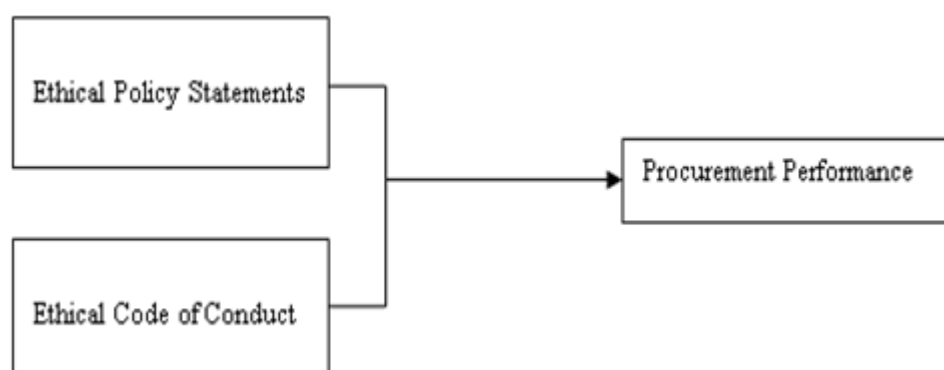 Ethical Policy Statements
Procurement Performance
Ethical Code of Conduct